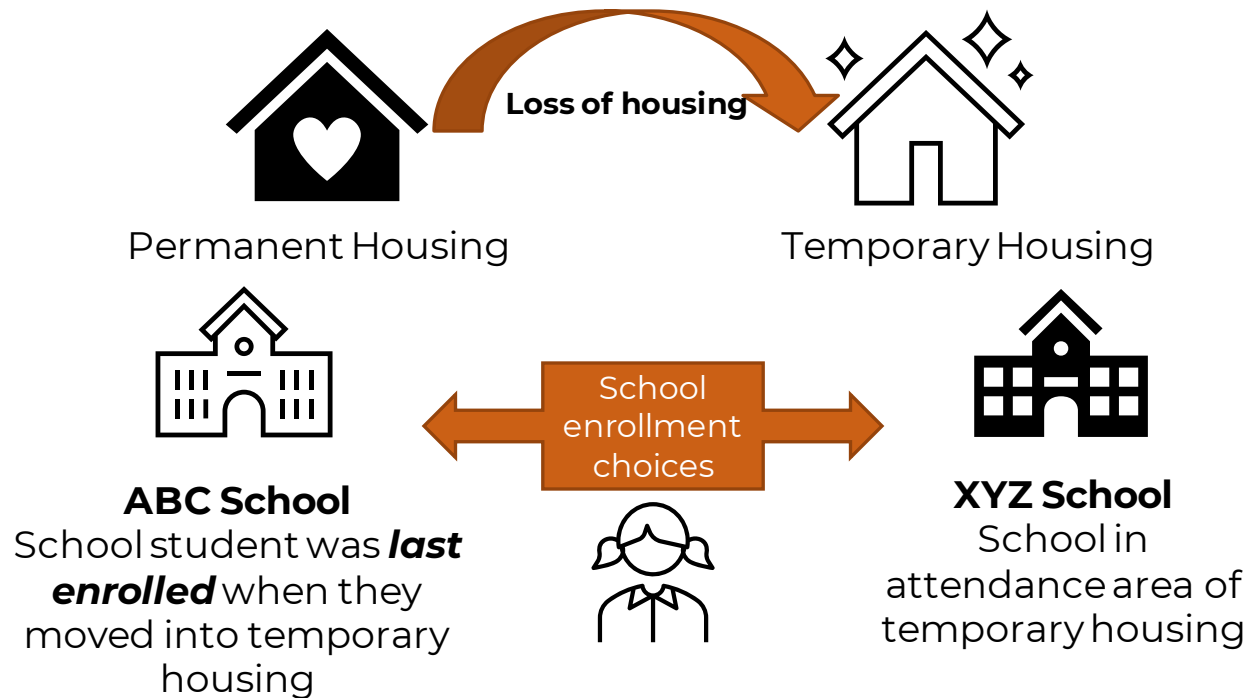 Loss of housing
Permanent Housing
Temporary Housing
School
enrollment
choices
ABC School
School student was last
enrolled when they
moved into temporary
housing
XYZ School
School in
attendance area of
temporary housing